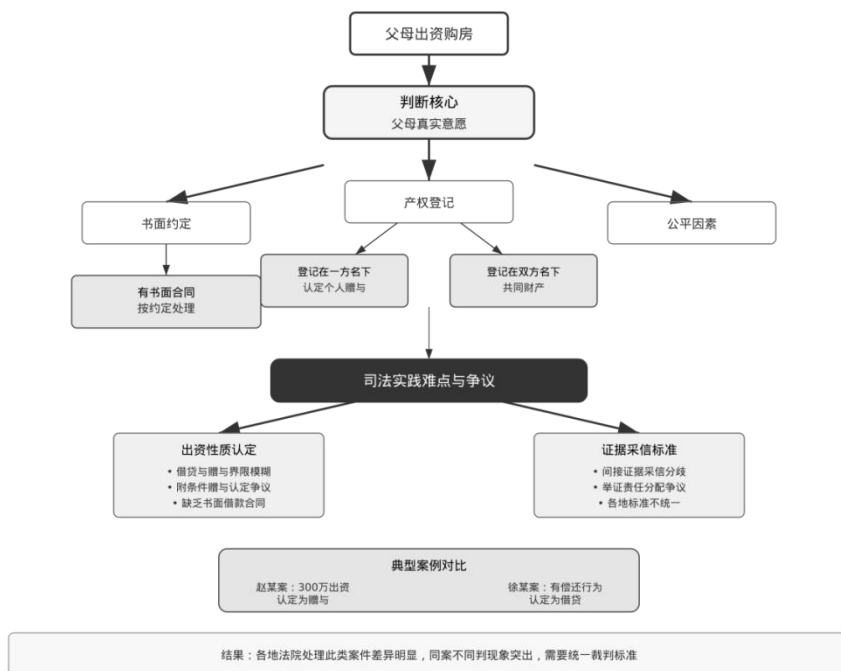 父母出资购房
判断核心
父母真实意愿
书面约定
产权登记
公平因素
有书面合同
按约定处理
登记在一方名下
认定个人赠与
登记在双方名下
共同财产
司法实践难点与争议
出资性质认定
• 借贷与赠与界限模糊
• 附条件赠与认定争议
• 缺乏书面借款合同
证据采信标准
• 间接证据采信分歧
• 举证责任分配争议
• 各地标准不统一
典型案例对比
赵某案：300万出资
认定为赠与
徐某案：有偿还行为
认定为借贷
结果：各地法院处理此类案件差异明显，同案不同判现象突出，需要统一裁判标准